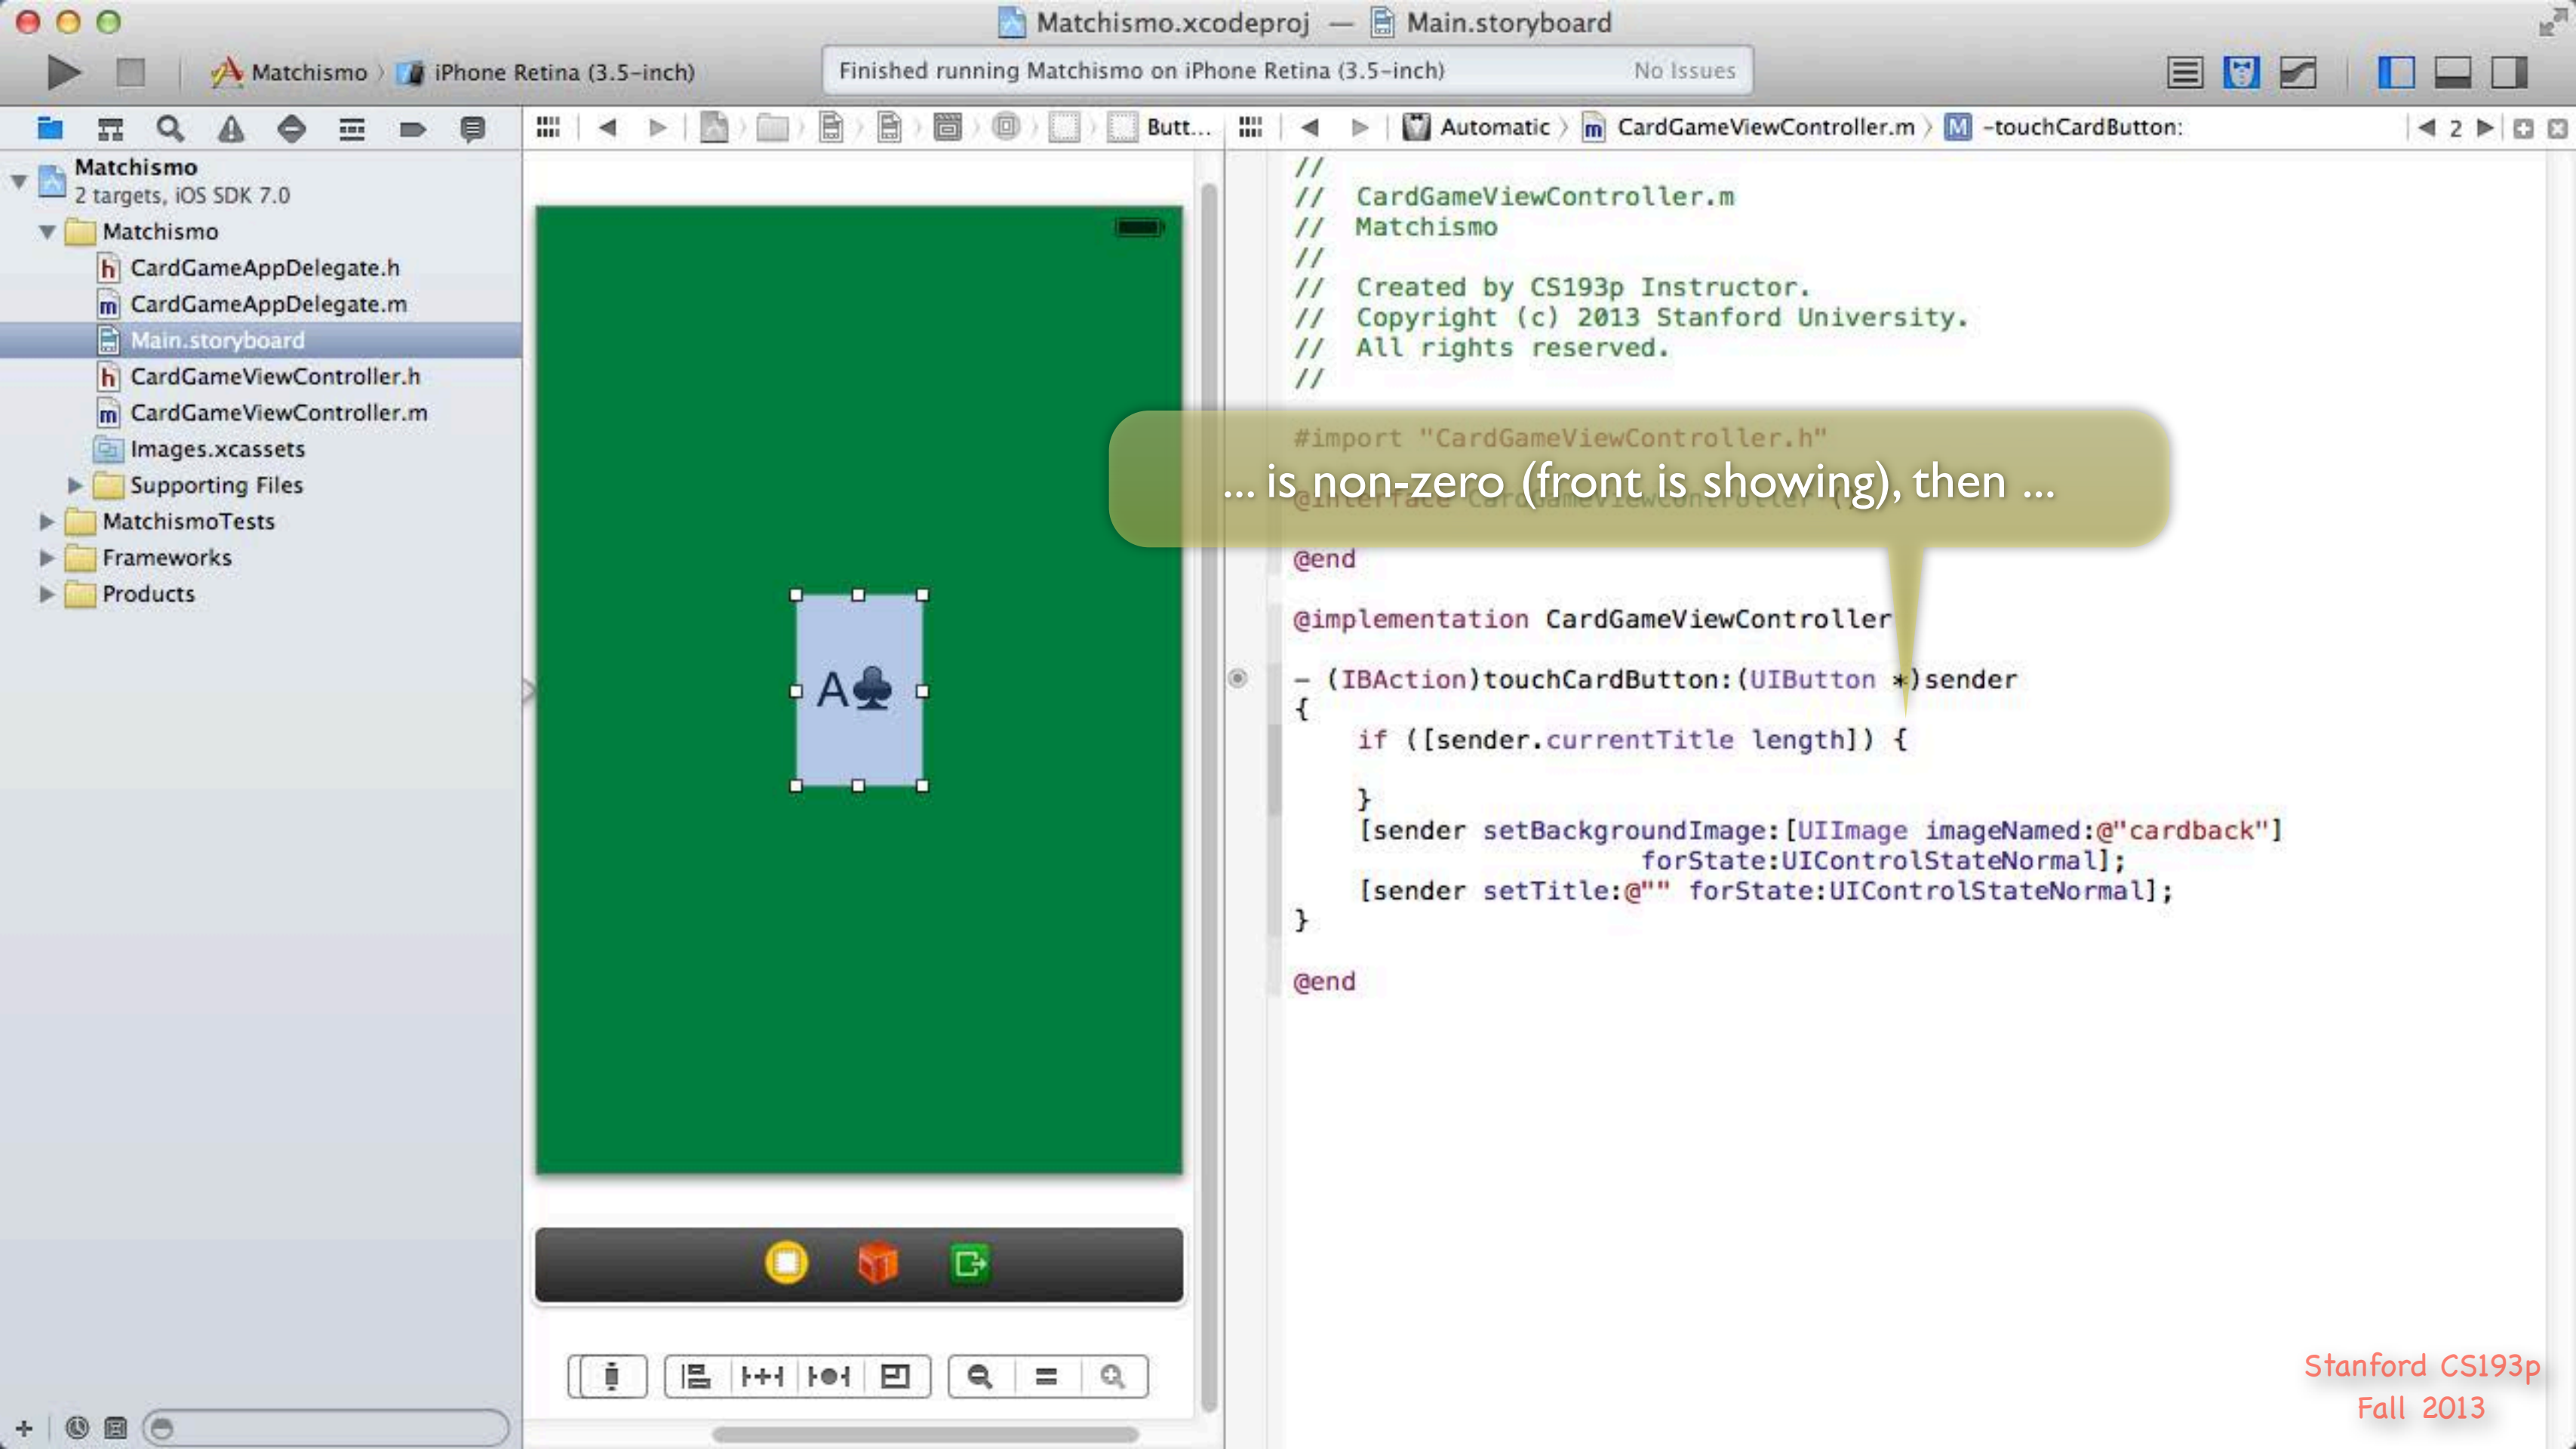 Matchismo.xcodeproj — Main.storyboard
Matchismo
iPhone Retina (3.5-inch)
Finished running Matchismo on iPhone Retina (3.5-inch)
No Issues
Butt...
Automatic
CardGameViewController.m
M
-touchCardButton:
2
Matchismo
2 targets, iOS SDK 7.0
Matchismo
h CardGameAppDelegate.h
m CardGameAppDelegate.m
Main.storyboard
h CardGameViewController.h
m CardGameViewController.m
Images.xcassets
Supporting Files
MatchismoTests
Frameworks
Products
A♣
//
// CardGameViewController.m
// Matchismo
//
// Created by CS193p Instructor.
// Copyright (c) 2013 Stanford University.
// All rights reserved.
//
#import "CardGameViewController.h"
... is non-zero (front is showing), then ...
@interface CardGameViewController ()
@end
@implementation CardGameViewController
- (IBAction)touchCardButton:(UIButton *)sender
{
if ([sender.currentTitle length]) {
}
[sender setBackgroundImage:[UIImage imageNamed:@"cardback"]
forState:UIControlStateNormal];
[sender setTitle:@"" forState:UIControlStateNormal];
}
@end
Stanford CS193p
Fall 2013